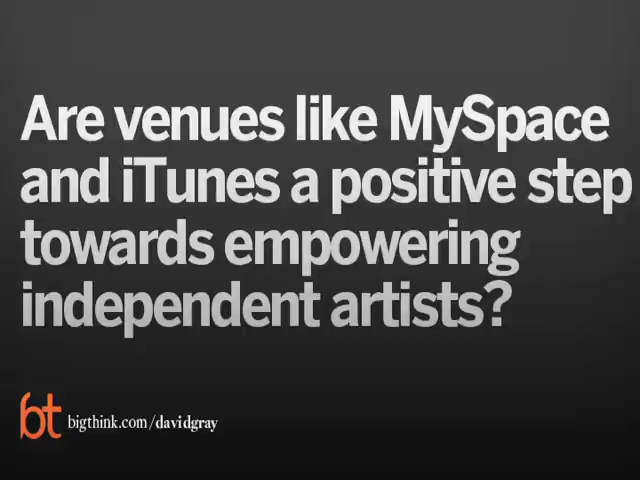 Are venues like MySpace
and iTunes a positive step
towards empowering
independent artists?
bt bigthink.com/davidgray